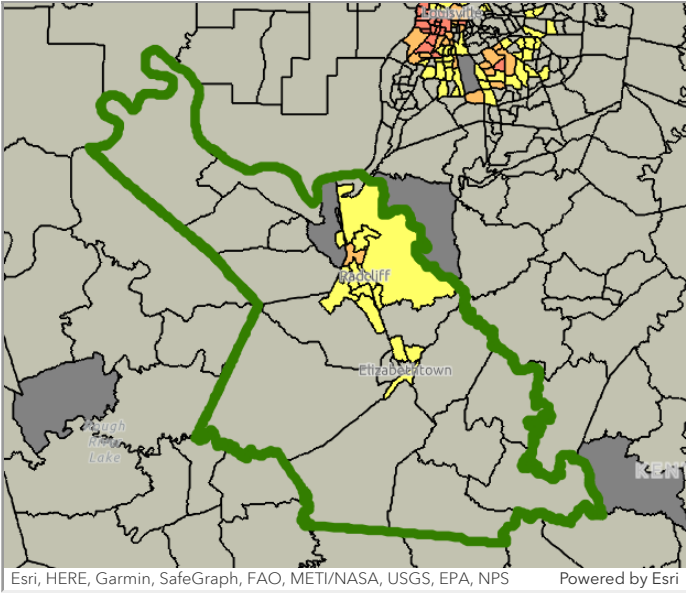 Louisville
Radcliff
Elizabethtown
Rough
River
Lake
KEN
Esri, HERE, Garmin, SafeGraph, FAO, METI/NASA, USGS, EPA, NPS
Powered by Esri